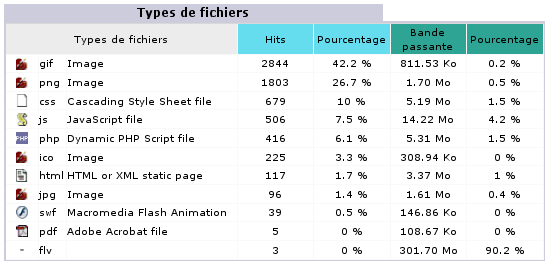 Types de fichiers
Types de fichiers Hits Pourcentage Bande passante Pourcentage
gif Image 2844 42.2 % 811.53 Ko 0.2 %
png Image 1803 26.7 % 1.70 Mo 0.5 %
css Cascading Style Sheet file 679 10 % 5.19 Mo 1.5 %
js JavaScript file 506 7.5 % 14.22 Mo 4.2 %
PHP php Dynamic PHP Script file 416 6.1 % 5.31 Mo 1.5 %
ico Image 225 3.3 % 308.94 Ko 0 %
html HTML or XML static page 117 1.7 % 3.37 Mo 1 %
jpg Image 96 1.4 % 1.61 Mo 0.4 %
swf Macromedia Flash Animation 39 0.5 % 146.86 Ko 0 %
pdf Adobe Acrobat file 5 0 % 108.67 Ko 0 %
- flv 3 0 % 301.70 Mo 90.2 %